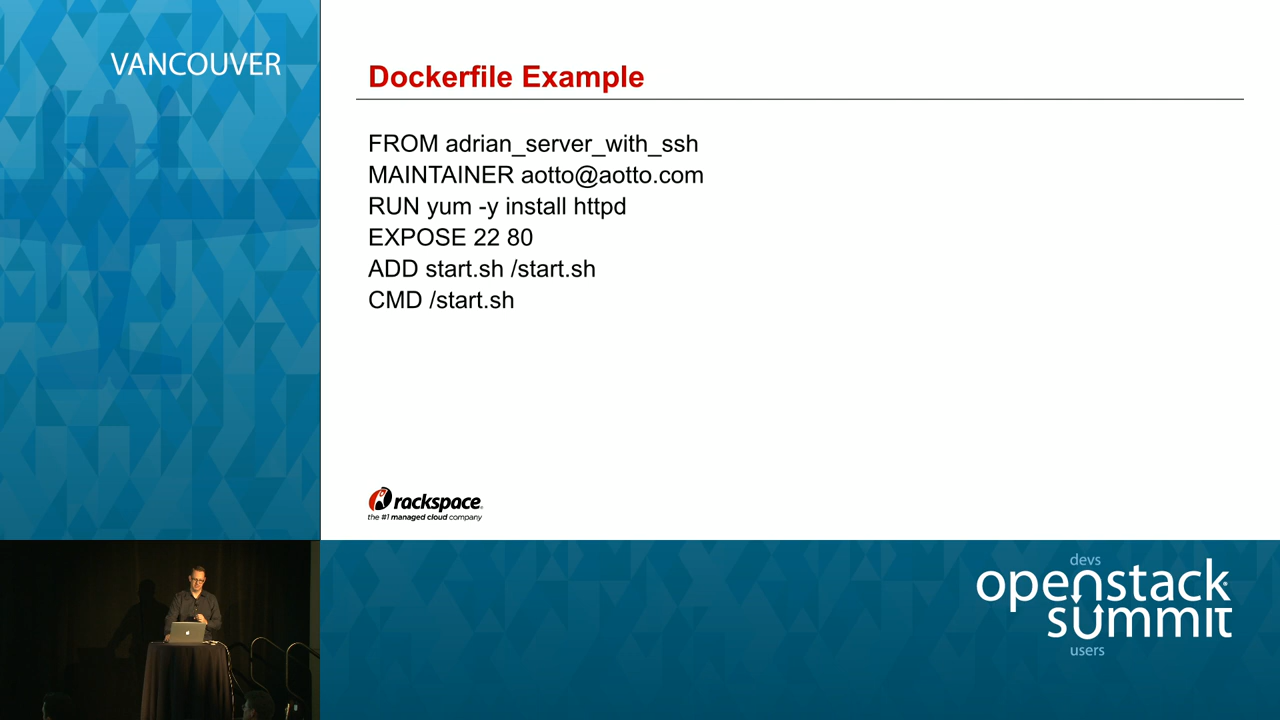 VANCOUVER
Dockerfile Example
FROM adrian_server_with_ssh
MAINTAINER aotto@aotto.com
RUN yum -y install httpd
EXPOSE 22 80
ADD start.sh /start.sh
CMD /start.sh
rackspace.
the #1 managed cloud company
devs
openstack
summit
users